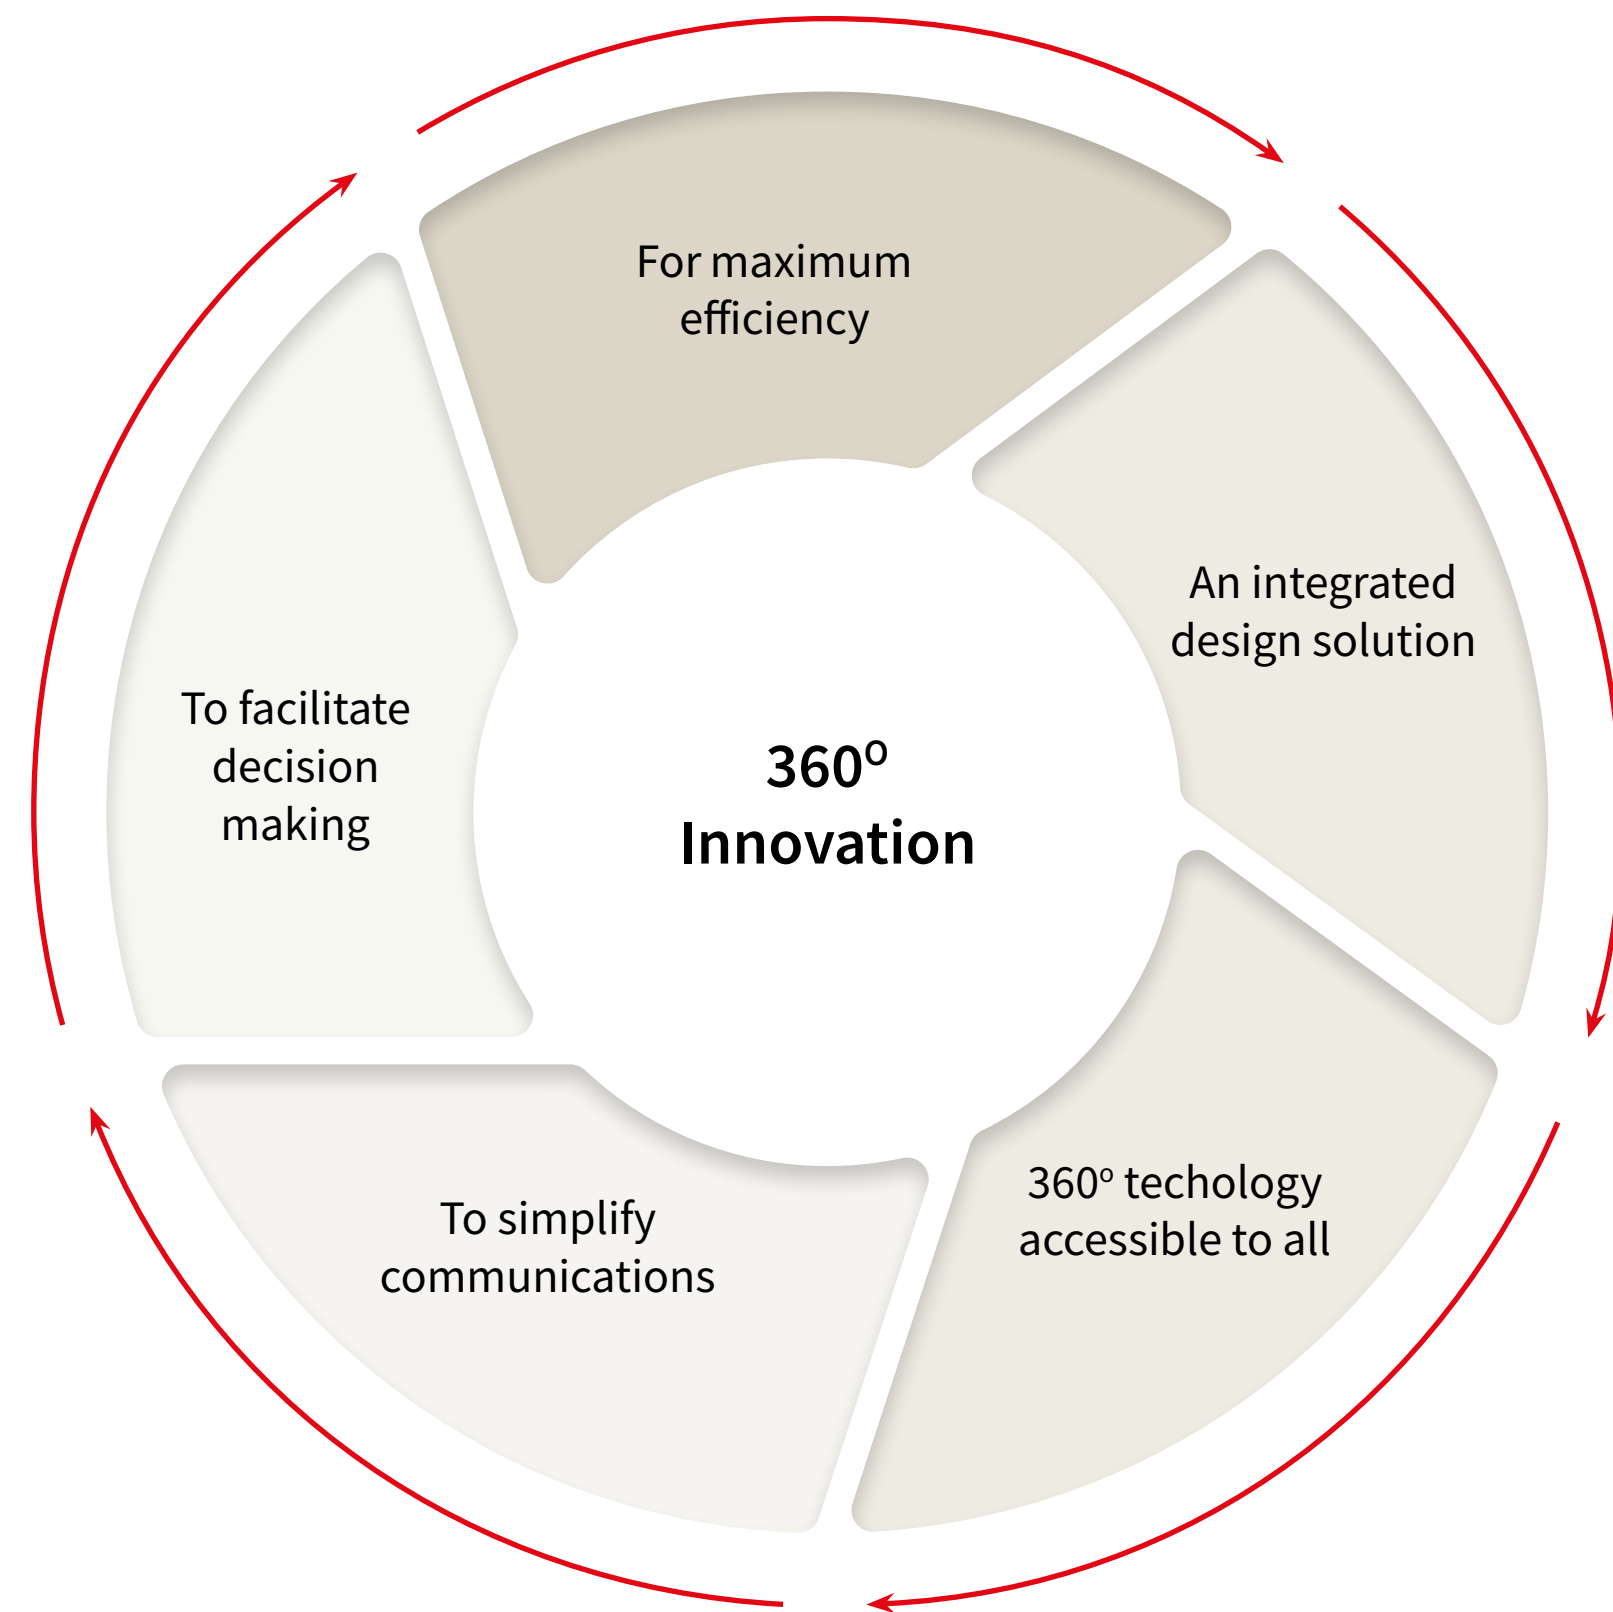 For maximum
efficiency
An integrated
design solution
360º techology
accessible to all
To simplify
communications
To facilitate
decision
making
360º
Innovation